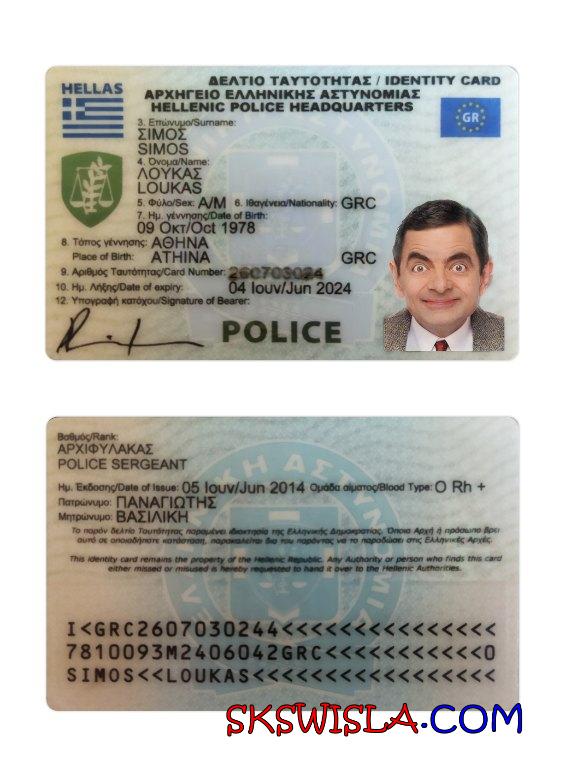 HELLAS
ΔΕΛΤΙΟ ΤΑΥΤΟΤΗΤΑΣ / IDENTITY CARD
ΑΡΧΗΓΕΙΟ ΕΛΛΗΝΙΚΗΣ ΑΣΤΥΝΟΜΙΑΣ
HELLENIC POLICE HEADQUARTERS
GR
3. Επώνυμο/Surname:
ΣΙΜΟΣ
SIMOS
4. Όνομα/Name:
ΛΟΥΚΑΣ
LOUKAS
5. Φύλο/Sex: Α/M 6. Ιθαγένεια/Nationality: GRC
7. Ημ. γέννησης/Date of Birth:
09 Οκτ/Oct 1978
8. Τόπος γέννησης: ΑΘΗΝΑ
Place of Birth: ATHINA GRC
9. Αριθμός Ταυτότητας/Card Number: 260703024
10. Ημ. Λήξης/Date of expiry: 04 Ιουν/Jun 2024
12. Υπογραφή κατόχου/Signature of Bearer:
POLICE
Βαθμός/Rank:
ΑΡΧΙΦΥΛΑΚΑΣ
POLICE SERGEANT
Ημ. Έκδοσης/Date of Issue: 05 Ιουν/Jun 2014 Ομάδα αίματος/Blood Type: O Rh +
Πατρώνυμο: ΠΑΝΑΓΙΩΤΗΣ
Μητρώνυμο: ΒΑΣΙΛΙΚΗ
Το παρόν δελτίο Ταυτότητας παραμένει ιδιοκτησία της Ελληνικής Δημοκρατίας. Όποια Αρχή ή πρόσωπο βρει
αυτό σε οποιαδήποτε κατάσταση, παρακαλείται δια του παρόντος να το παραδώσει στις Ελληνικές Αρχές.
This identity card remains the property of the Hellenic Republic. Any Authority or person who finds this card
either missed or misused is hereby requested to hand it over to the Hellenic Authorities.
I<GRC2607030244<<<<<<<<<<<<<<<
7810093M2406042GRC<<<<<<<<<<<0
SIMOS<<LOUKAS<<<<<<<<<<<<<<<<<
SKSWISLA.COM